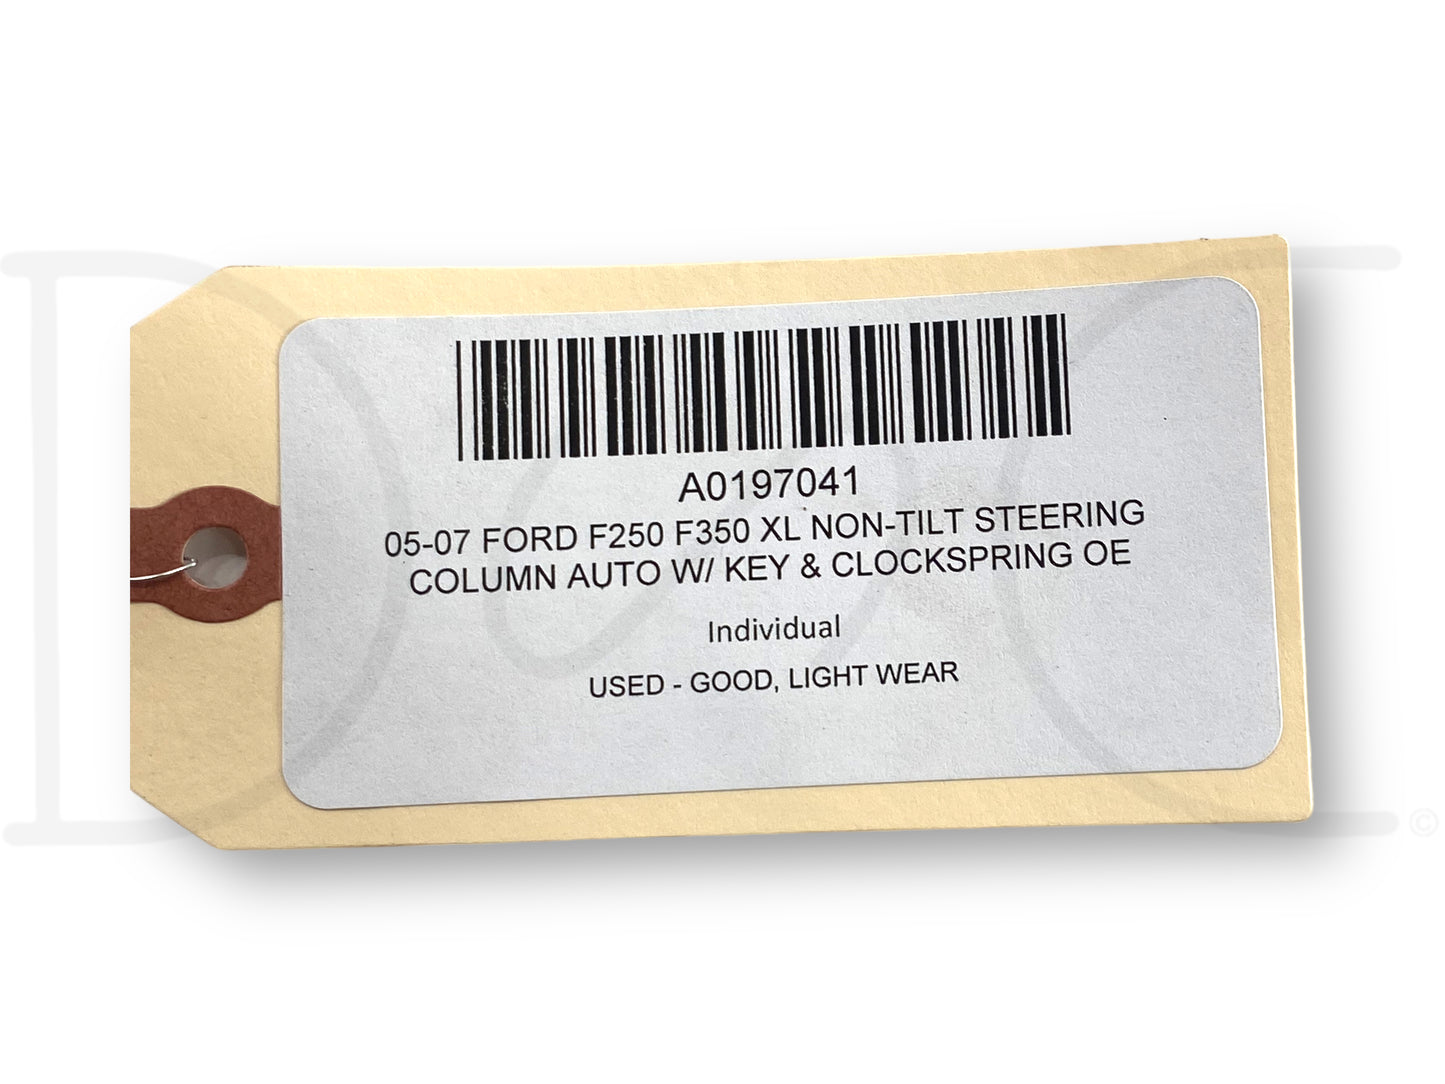 A0197041
05-07 FORD F250 F350 XL NON-TILT STEERING
COLUMN AUTO W/ KEY & CLOCKSPRING OE
Individual
USED - GOOD, LIGHT WEAR
©